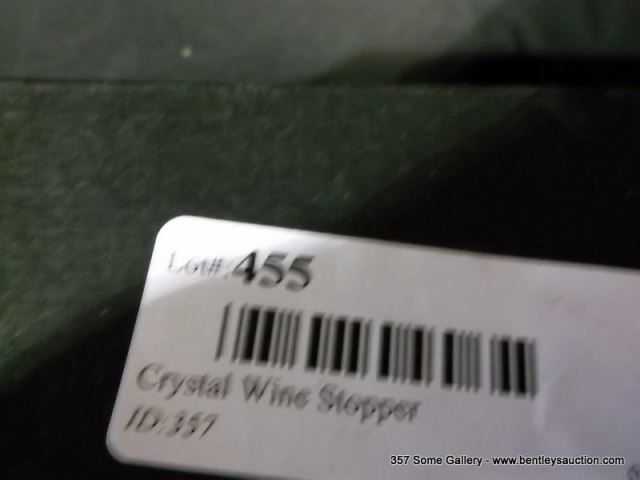 Lot#:455
Crystal Wine Stopper
ID:357
357 Some Gallery - www.bentleysauction.com